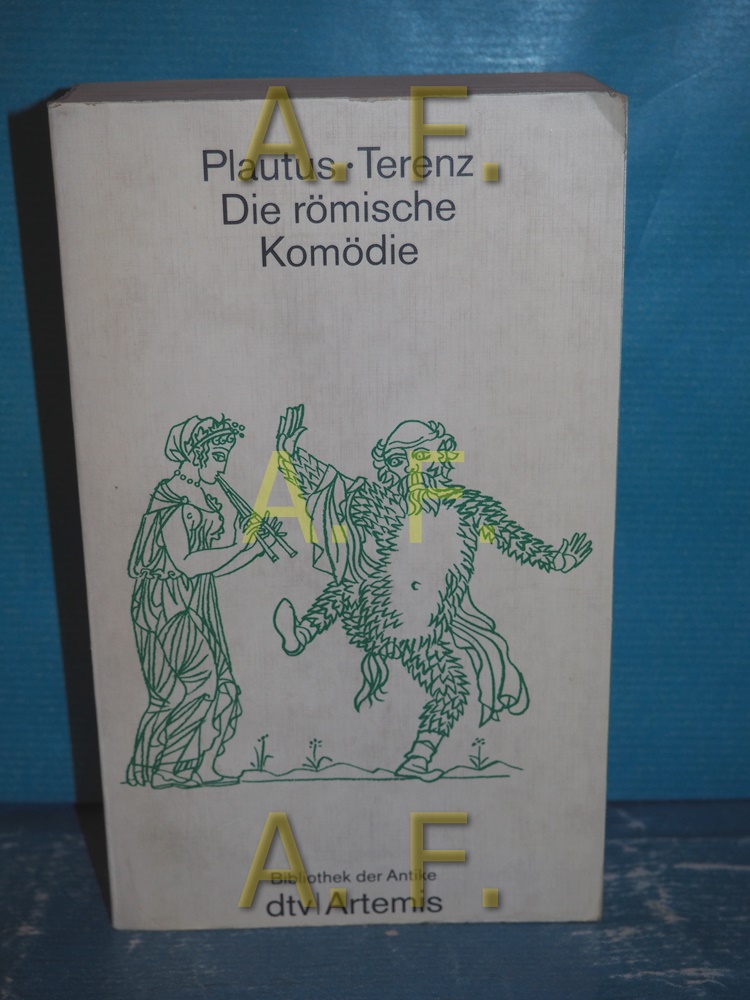 A. F.
Plautus · Terenz
Die römische
Komödie
A. F.
Bibliothek der Antike
dtv|Artemis
A. F.